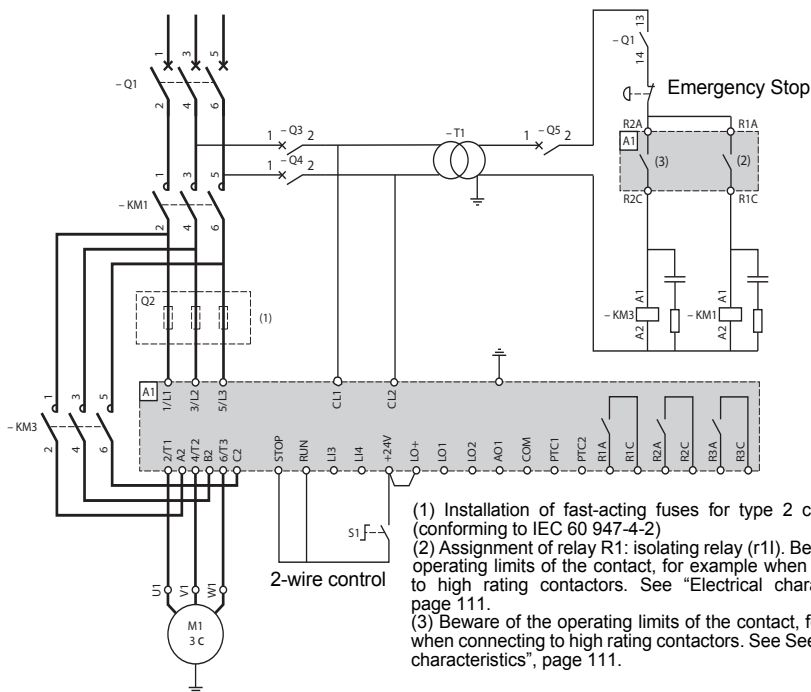 1 3 5
– Q1
2 4 6
13
– Q1
14
Emergency Stop
1 – Q3 2
1 – Q4 2
– T1
1 – Q5 2
R2A R1A
A1
(3) (2)
R2C R1C
1 3 5
– KM1
2 4 6
Q2
(1)
A1 A1
– KM3 – KM1
A2 A2
A1
1/L1 3/L2 5/L3 CL1 CL2
1 3 5
– KM3
2 4 6
2/T1 A2 4/T2 B2 6/T3 C2 STOP RUN LI3 LI4 +24V LO+ LO1 LO2 AO1 COM PTC1 PTC2 R1A R1C R2A R2C R3A R3C
S1
2-wire control
U1 V1 W1
M1
3 C
(1) Installation of fast-acting fuses for type 2 c
(conforming to IEC 60 947-4-2)
(2) Assignment of relay R1: isolating relay (r1I). Be
operating limits of the contact, for example when
to high rating contactors. See “Electrical chara
page 111.
(3) Beware of the operating limits of the contact, f
when connecting to high rating contactors. See See
characteristics”, page 111.